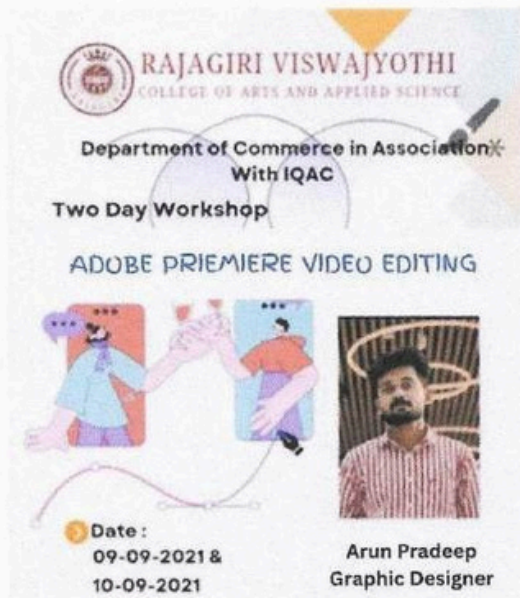 RAJAGIRI VISWAJYOTHI
COLLEGE OF ARTS AND APPLIED SCIENCE
Department of Commerce in Association
With IQAC
Two Day Workshop
ADOBE PRIEMIERE VIDEO EDITING
Date :
09-09-2021 &
10-09-2021
Arun Pradeep
Graphic Designer